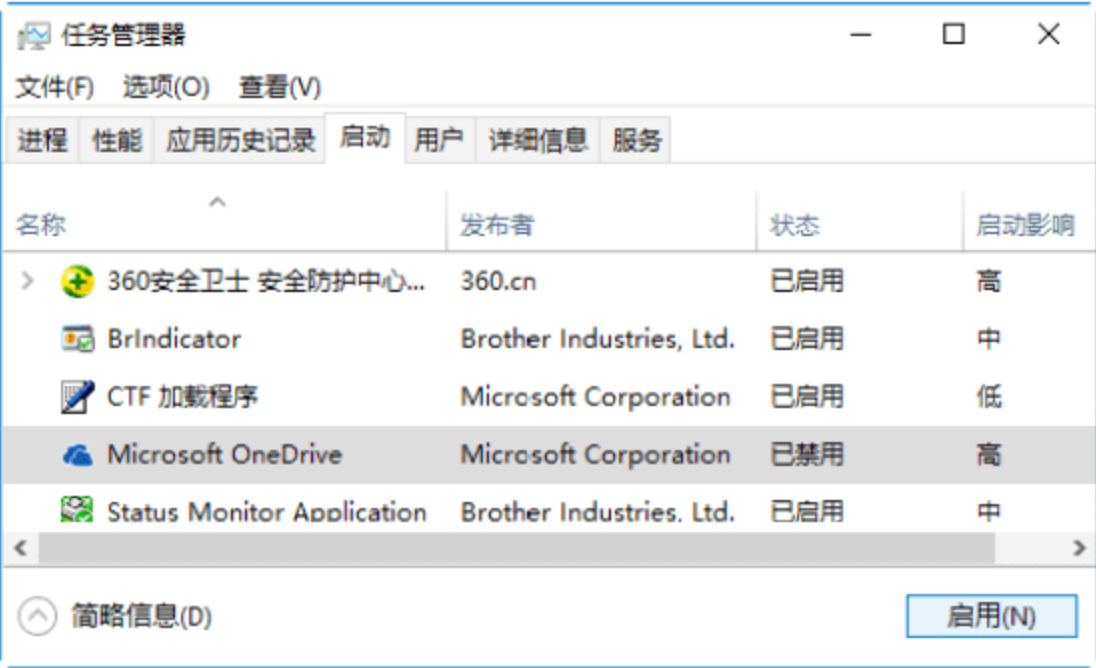 任务管理器
文件(F) 选项(O) 查看(V)
进程 性能 应用历史记录 启动 用户 详细信息 服务
名称 发布者 状态 启动影响
360安全卫士 安全防护中心... 360.cn 已启用 高
BrIndicator Brother Industries, Ltd. 已启用 中
CTF 加载程序 Microsoft Corporation 已启用 低
Microsoft OneDrive Microsoft Corporation 已禁用 高
Status Monitor Application Brother Industries, Ltd. 已启用 中
简略信息(D) 启用(N)